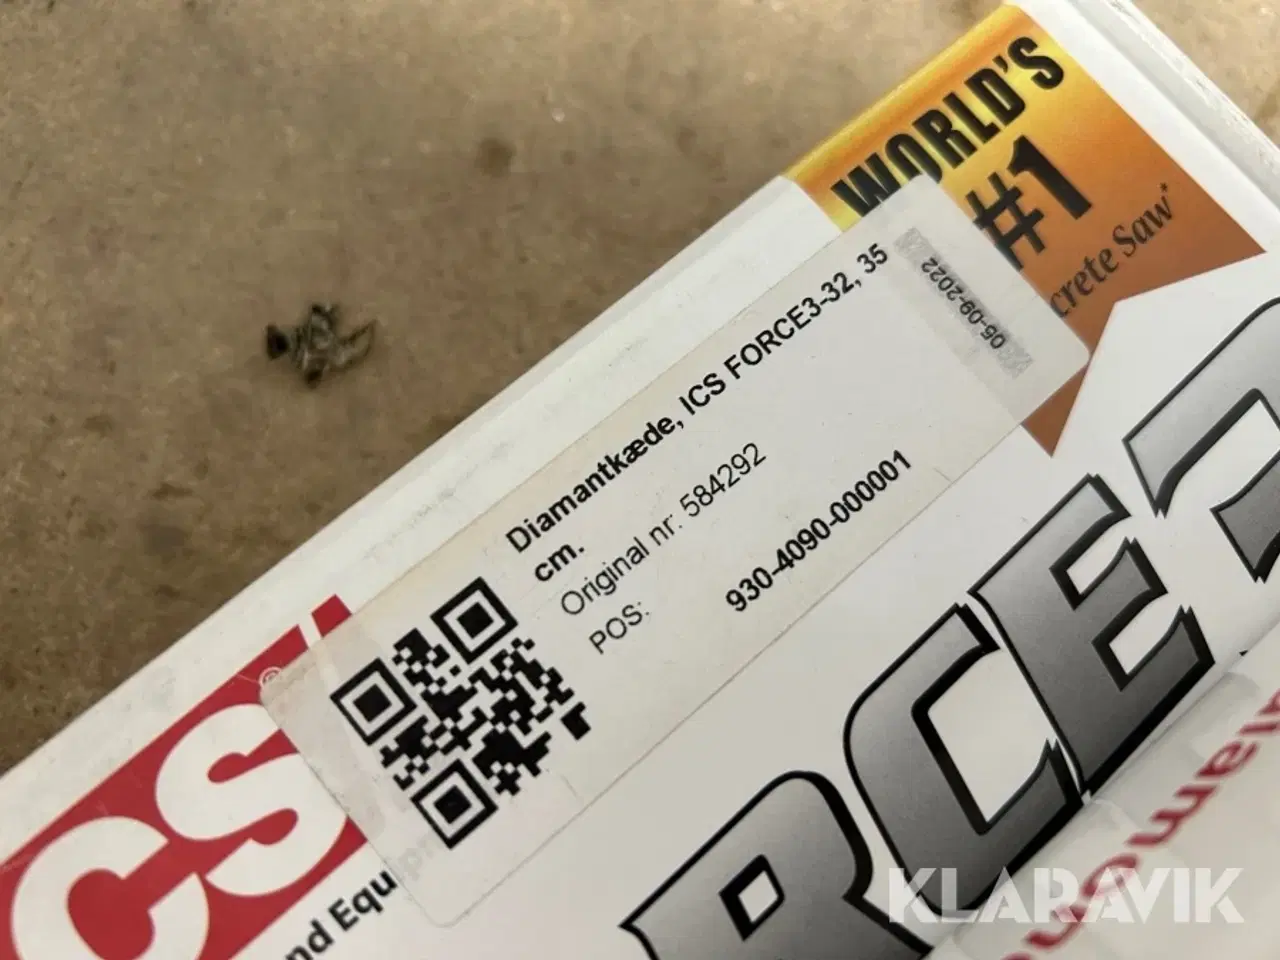 WORLD'S
#1
crete Saw*
05-09-2022
Diamantkæde, ICS FORCE3-32, 35
cm.
Original nr. 584292
POS:
930-4090-000001
CS®
nd Equip
RCE
KLARAVIK